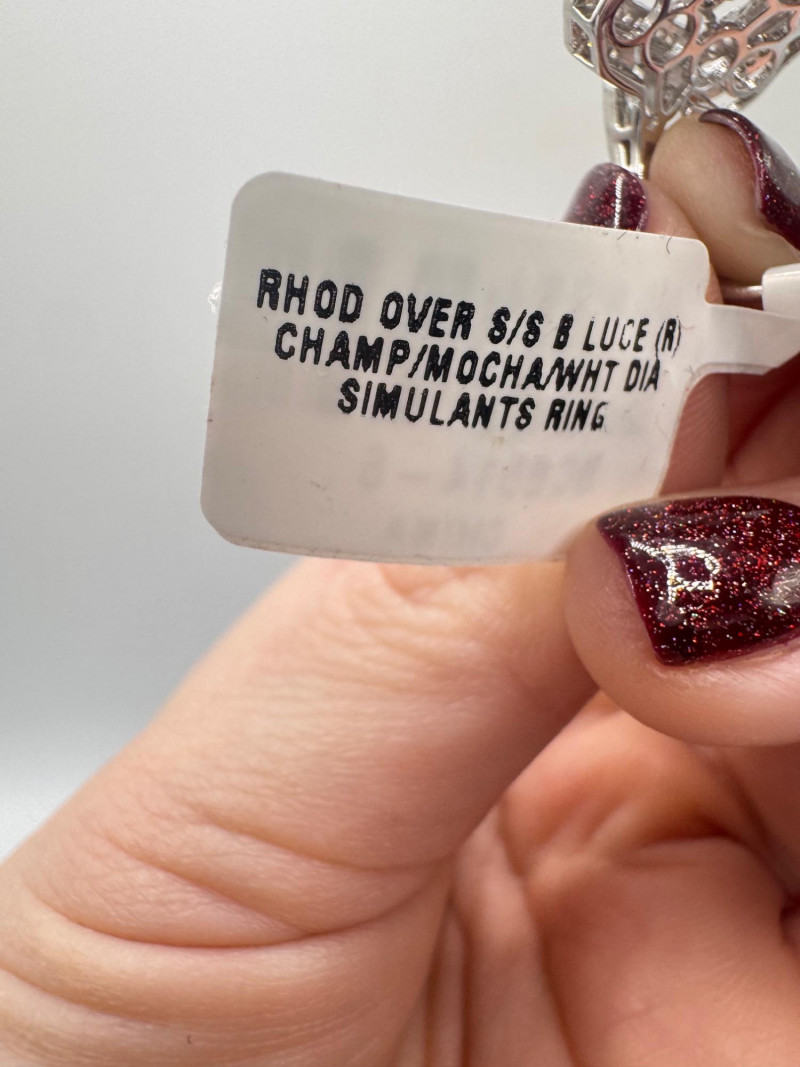 RHOD OVER S/S B LUCE (R)
CHAMP/MOCHA/WHT DIA
SIMULANTS RING